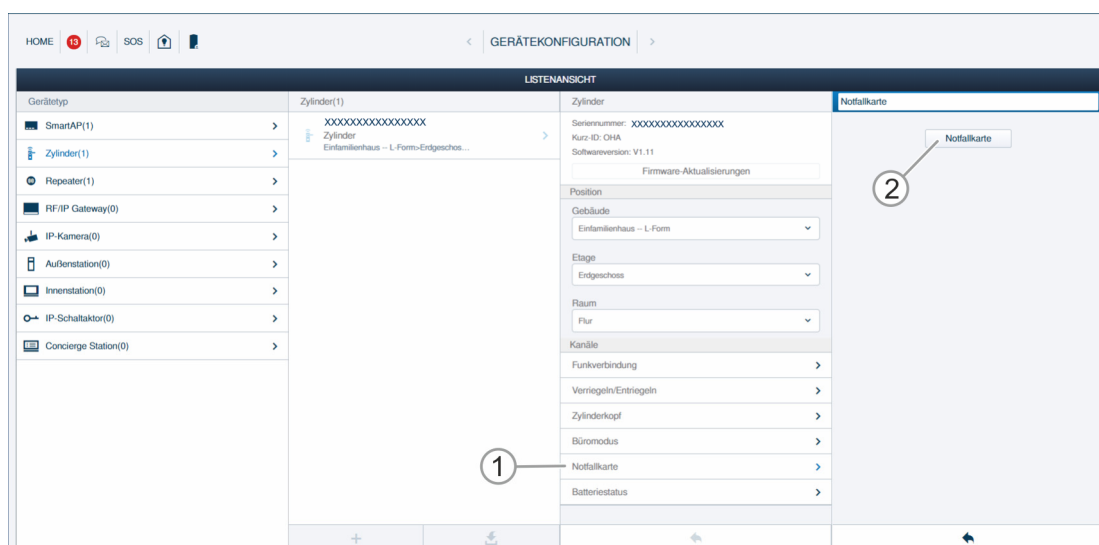 HOME 13 SOS < GERÄTEKONFIGURATION >
LISTENANSICHT
Gerätetyp
SmartAP(1)
Zylinder(1)
Repeater(1)
RF/IP Gateway(0)
IP-Kamera(0)
Außenstation(0)
Innenstation(0)
IP-Schaltaktor(0)
Concierge Station(0)
Zylinder(1)
XXXXXXXXXXXXXXXX
Zylinder
Einfamilienhaus -- L-Form>Erdgeschos...
Zylinder
Seriennummer: XXXXXXXXXXXXXXXX
Kurz-ID: OHA
Softwareversion: V1.11
Firmware-Aktualisierungen
Position
Gebäude
Einfamilienhaus -- L-Form
Etage
Erdgeschoss
Raum
Flur
Kanäle
Funkverbindung
Verriegeln/Entriegeln
Zylinderkopf
Büromodus
1
Notfallkarte
Batteriestatus
Notfallkarte
Notfallkarte
2